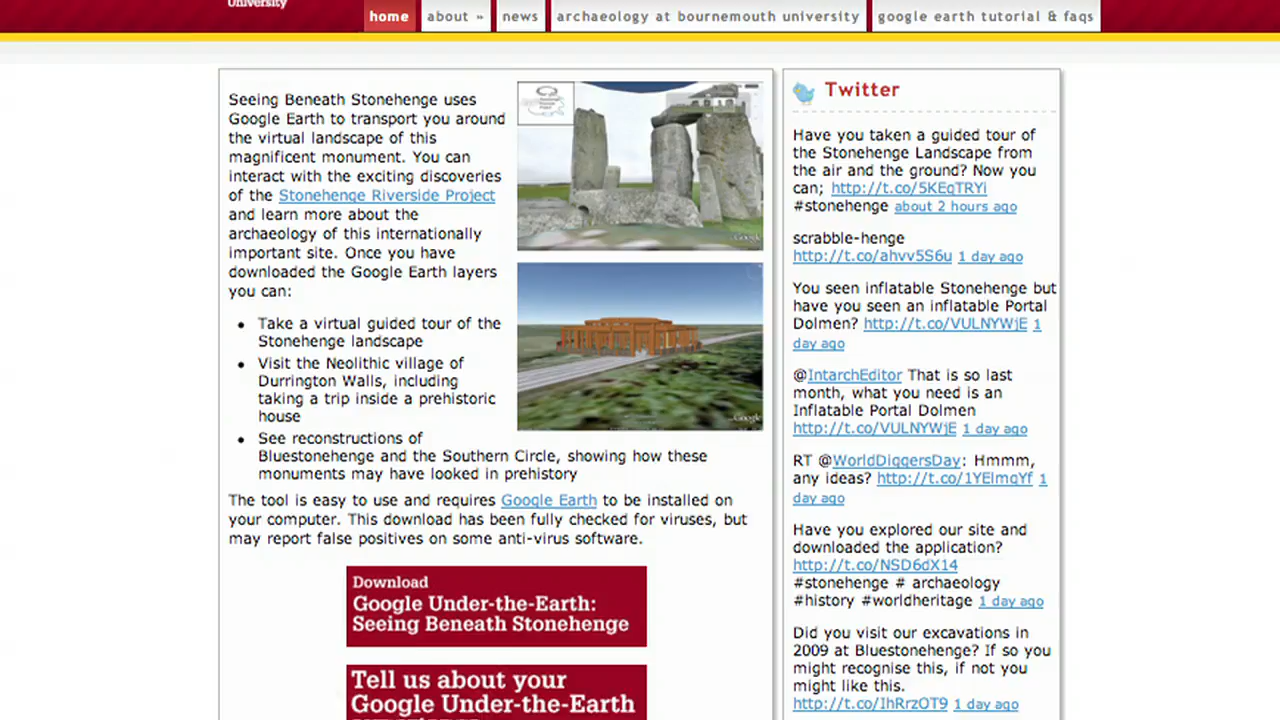 University
home
about »
news
archaeology at bournemouth university
google earth tutorial & faqs
Seeing Beneath Stonehenge uses
Google Earth to transport you around
the virtual landscape of this
magnificent monument. You can
interact with the exciting discoveries
of the Stonehenge Riverside Project
and learn more about the
archaeology of this internationally
important site. Once you have
downloaded the Google Earth layers
you can:
• Take a virtual guided tour of the
Stonehenge landscape
• Visit the Neolithic village of
Durrington Walls, including
taking a trip inside a prehistoric
house
• See reconstructions of
Bluestonehenge and the Southern Circle, showing how these
monuments may have looked in prehistory
The tool is easy to use and requires Google Earth to be installed on
your computer. This download has been fully checked for viruses, but
may report false positives on some anti-virus software.
Google
Google
Download
Google Under-the-Earth:
Seeing Beneath Stonehenge
Tell us about your
Google Under-the-Earth
Twitter
Have you taken a guided tour of
the Stonehenge Landscape from
the air and the ground? Now you
can; http://t.co/5KEqTRYi
#stonehenge about 2 hours ago
scrabble-henge
http://t.co/ahvv5S6u 1 day ago
You seen inflatable Stonehenge but
have you seen an inflatable Portal
Dolmen? http://t.co/VULNYWjE 1
day ago
@IntarchEditor That is so last
month, what you need is an
Inflatable Portal Dolmen
http://t.co/VULNYWjE 1 day ago
RT @WorldDiggersDay: Hmmm,
any ideas? http://t.co/1YElmqYf 1
day ago
Have you explored our site and
downloaded the application?
http://t.co/NSD6dX14
#stonehenge # archaeology
#history #worldheritage 1 day ago
Did you visit our excavations in
2009 at Bluestonehenge? If so you
might recognise this, if not you
might like this.
http://t.co/IhRrzOT9 1 day ago